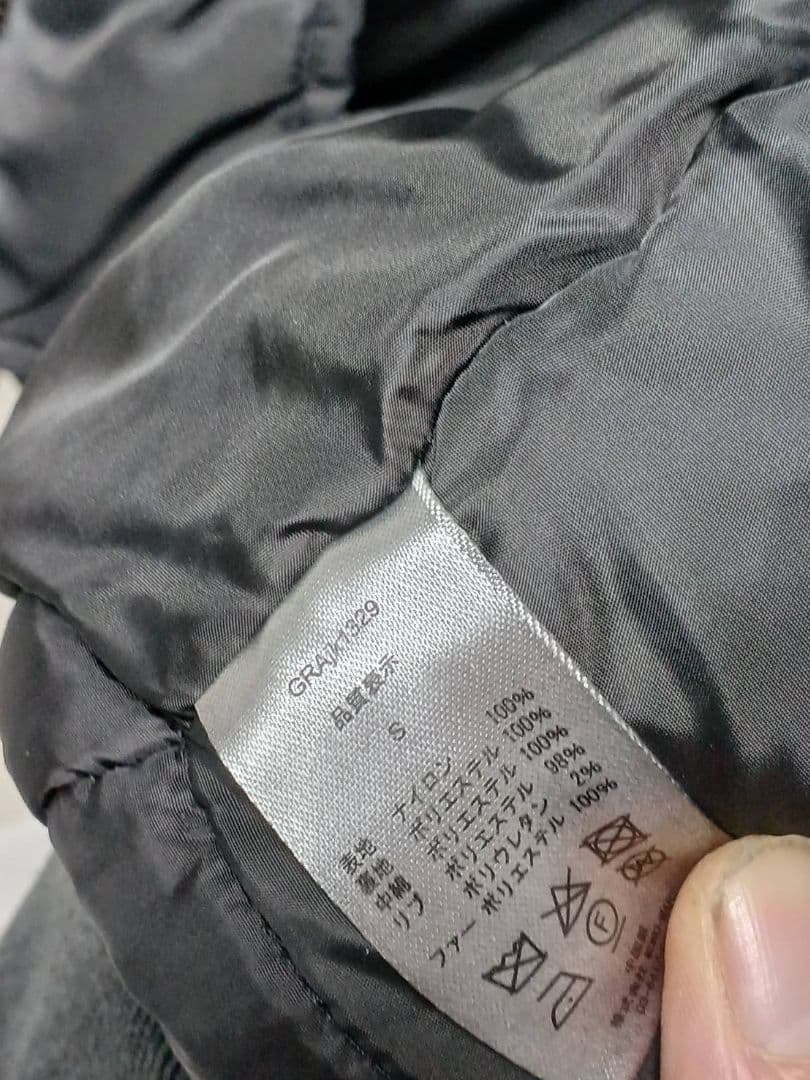 GRAJK1329
品質表示
S
表地 ナイロン 100%
裏地 ポリエステル 100%
中綿 ポリエステル 100%
リブ ポリエステル 98%
ポリウレタン 2%
ファー ポリエステル 100%
F